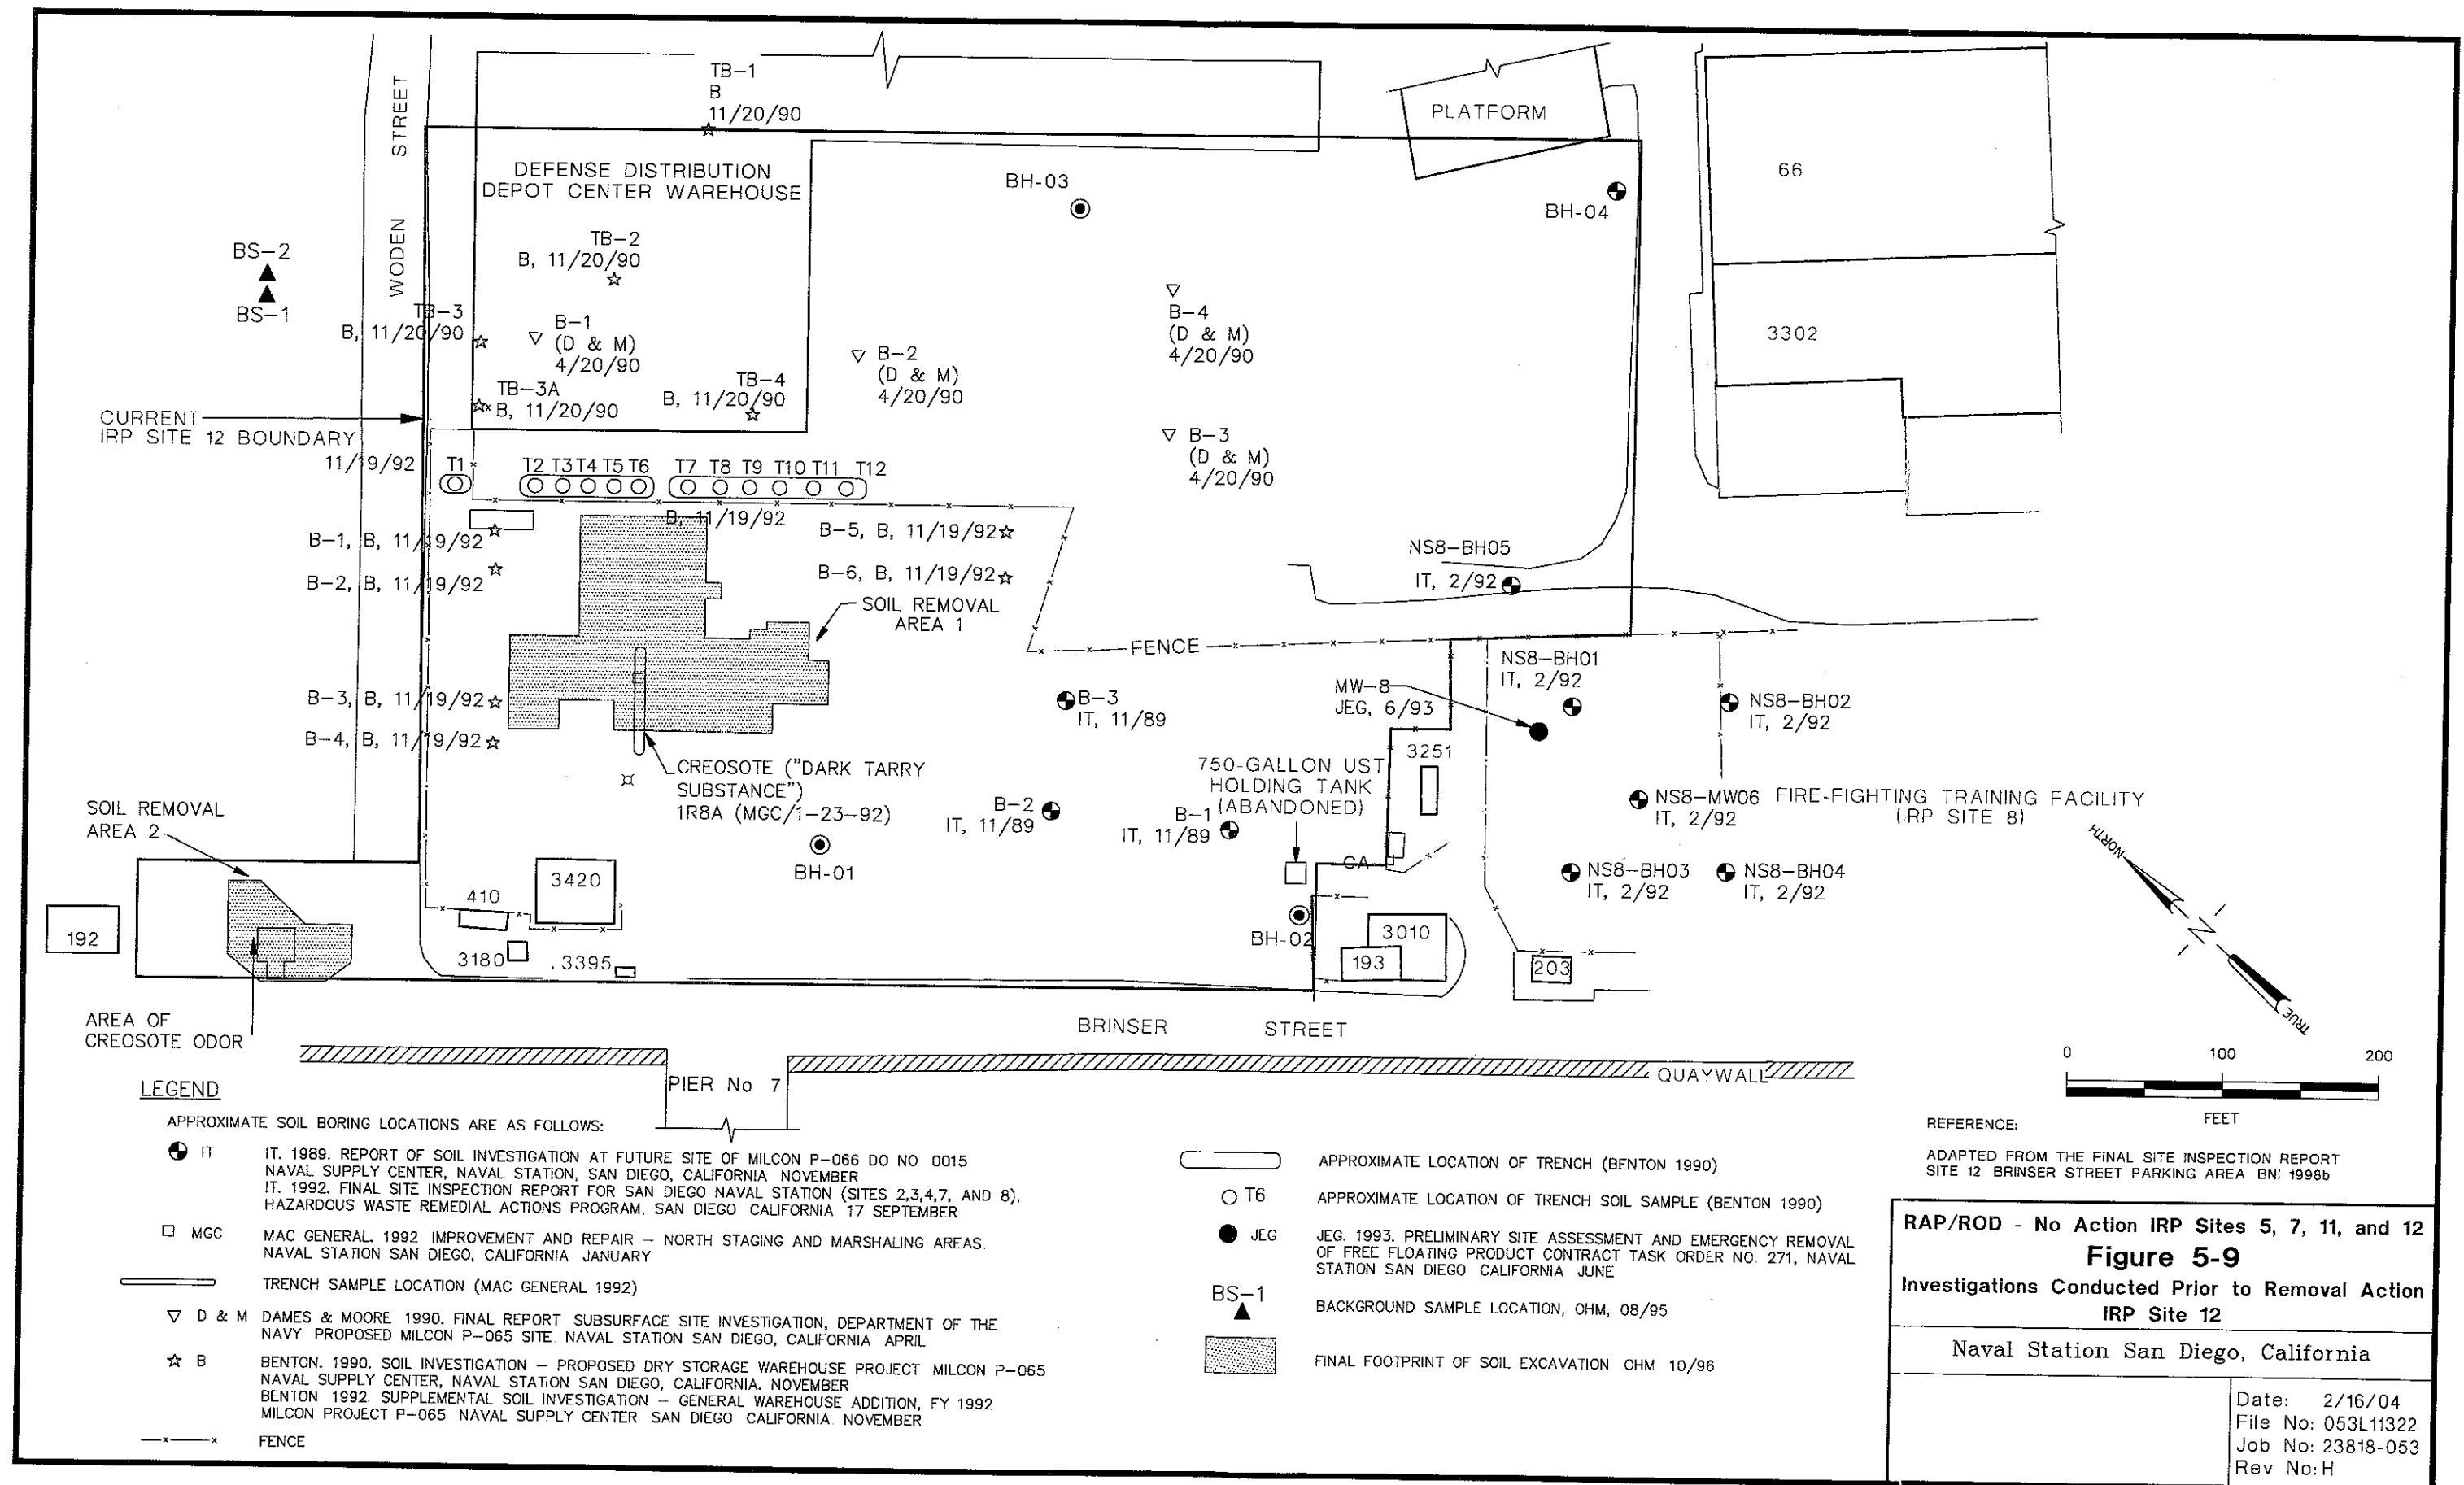 TB-1
B
11/20/90
WODEN STREET
PLATFORM
DEFENSE DISTRIBUTION
DEPOT CENTER WAREHOUSE
BH-03
BH-04
66
BS-2
BS-1
TB-2
B, 11/20/90
TB-3
B, 11/20/90
B-1
(D & M)
4/20/90
B-2
(D & M)
4/20/90
B-4
(D & M)
4/20/90
3302
TB-3A
B, 11/20/90
TB-4
B, 11/20/90
CURRENT
IRP SITE 12 BOUNDARY
B-3
(D & M)
4/20/90
11/19/92
T1 T2 T3 T4 T5 T6 T7 T8 T9 T10 T11 T12
B, 11/19/92
B-1, B, 11/19/92
B-2, B, 11/19/92
B-5, B, 11/19/92
B-6, B, 11/19/92
SOIL REMOVAL
AREA 1
NS8-BH05
IT, 2/92
FENCE
B-3, B, 11/19/92
B-4, B, 11/19/92
B-3
IT, 11/89
MW-8
JEG, 6/93
NS8-BH01
IT, 2/92
NS8-BH02
IT, 2/92
CREOSOTE ("DARK TARRY
SUBSTANCE")
1R8A (MGC/1-23-92)
750-GALLON UST
HOLDING TANK
(ABANDONED)
3251
SOIL REMOVAL
AREA 2
B-2
IT, 11/89
B-1
IT, 11/89
NS8-MW06
IT, 2/92
FIRE-FIGHTING TRAINING FACILITY
(IRP SITE 8)
BH-01
GA
NS8-BH03
IT, 2/92
NS8-BH04
IT, 2/92
NORTH
N
TRUE
192
410
3420
3180
.3395
BH-02
3010
193
203
AREA OF
CREOSOTE ODOR
BRINSER STREET
PIER No 7
QUAYWALL
0 100 200
FEET
LEGEND
APPROXIMATE SOIL BORING LOCATIONS ARE AS FOLLOWS:
IT IT. 1989. REPORT OF SOIL INVESTIGATION AT FUTURE SITE OF MILCON P-066 DO NO 0015
NAVAL SUPPLY CENTER, NAVAL STATION, SAN DIEGO, CALIFORNIA NOVEMBER
IT. 1992. FINAL SITE INSPECTION REPORT FOR SAN DIEGO NAVAL STATION (SITES 2,3,4,7, AND 8),
HAZARDOUS WASTE REMEDIAL ACTIONS PROGRAM. SAN DIEGO CALIFORNIA 17 SEPTEMBER
MGC MAC GENERAL. 1992 IMPROVEMENT AND REPAIR - NORTH STAGING AND MARSHALING AREAS.
NAVAL STATION SAN DIEGO, CALIFORNIA JANUARY
TRENCH SAMPLE LOCATION (MAC GENERAL 1992)
D & M DAMES & MOORE 1990. FINAL REPORT SUBSURFACE SITE INVESTIGATION, DEPARTMENT OF THE
NAVY PROPOSED MILCON P-065 SITE. NAVAL STATION SAN DIEGO, CALIFORNIA APRIL
B BENTON. 1990. SOIL INVESTIGATION - PROPOSED DRY STORAGE WAREHOUSE PROJECT MILCON P-065
NAVAL SUPPLY CENTER, NAVAL STATION SAN DIEGO, CALIFORNIA. NOVEMBER
BENTON 1992 SUPPLEMENTAL SOIL INVESTIGATION - GENERAL WAREHOUSE ADDITION, FY 1992
MILCON PROJECT P-065 NAVAL SUPPLY CENTER SAN DIEGO CALIFORNIA. NOVEMBER
FENCE
APPROXIMATE LOCATION OF TRENCH (BENTON 1990)
T6 APPROXIMATE LOCATION OF TRENCH SOIL SAMPLE (BENTON 1990)
JEG JEG. 1993. PRELIMINARY SITE ASSESSMENT AND EMERGENCY REMOVAL
OF FREE FLOATING PRODUCT CONTRACT TASK ORDER NO. 271, NAVAL
STATION SAN DIEGO CALIFORNIA JUNE
BS-1
BACKGROUND SAMPLE LOCATION, OHM, 08/95
FINAL FOOTPRINT OF SOIL EXCAVATION OHM 10/96
REFERENCE:
ADAPTED FROM THE FINAL SITE INSPECTION REPORT
SITE 12 BRINSER STREET PARKING AREA BNI 1998b
RAP/ROD - No Action IRP Sites 5, 7, 11, and 12
Figure 5-9
Investigations Conducted Prior to Removal Action
IRP Site 12
Naval Station San Diego, California
Date: 2/16/04
File No: 053L11322
Job No: 23818-053
Rev No: H